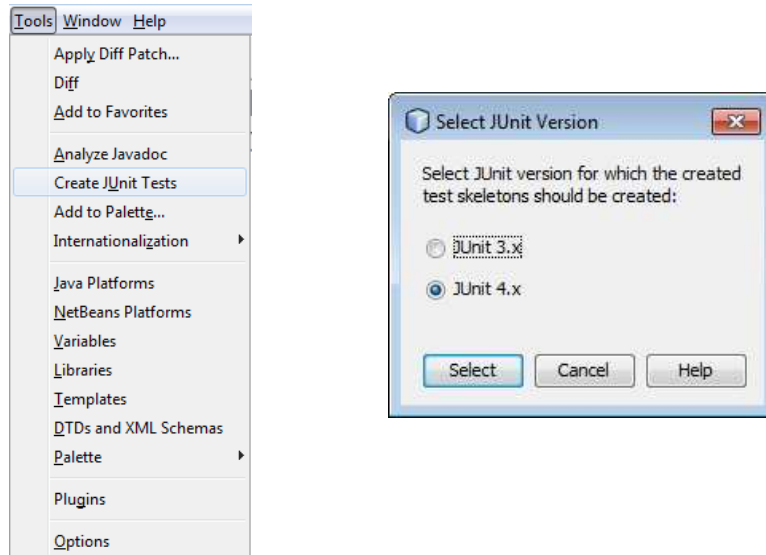 Tools Window Help
Apply Diff Patch...
Diff
Add to Favorites
Analyze Javadoc
Create JUnit Tests
Add to Palette...
Internationalization
Java Platforms
NetBeans Platforms
Variables
Libraries
Templates
DTDs and XML Schemas
Palette
Plugins
Options
Select JUnit Version
Select JUnit version for which the created
test skeletons should be created:
JUnit 3.x
JUnit 4.x
Select Cancel Help